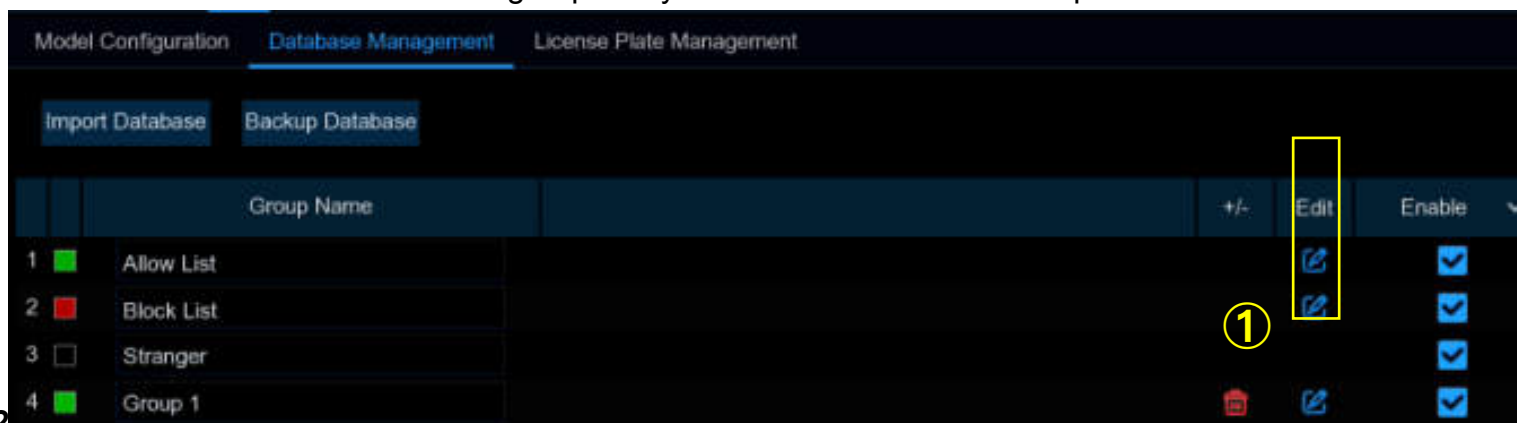 Model Configuration Database Management License Plate Management
Import Database Backup Database
Group Name +/- Edit Enable
1 Allow List
2 Block List
①
3 Stranger
4 Group 1
2